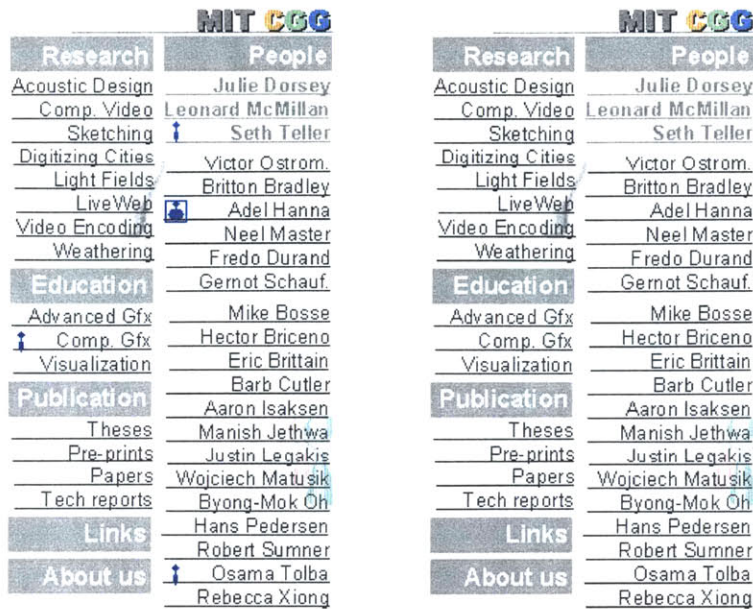 MIT CGG
Research
Acoustic Design
Comp. Video
Sketching
Digitizing Cities
Light Fields
LiveWeb
Video Encoding
Weathering
Education
Advanced Gfx
Comp. Gfx
Visualization
Publication
Theses
Pre-prints
Papers
Tech reports
Links
About us
People
Julie Dorsey
Leonard McMillan
Seth Teller
Victor Ostrom.
Britton Bradley
Adel Hanna
Neel Master
Fredo Durand
Gernot Schauf.
Mike Bosse
Hector Briceno
Eric Brittain
Barb Cutler
Aaron Isaksen
Manish Jethwa
Justin Legakis
Wojciech Matusik
Byong-Mok Oh
Hans Pedersen
Robert Sumner
Osama Tolba
Rebecca Xiong
MIT CGG
Research
Acoustic Design
Comp. Video
Sketching
Digitizing Cities
Light Fields
LiveWeb
Video Encoding
Weathering
Education
Advanced Gfx
Comp. Gfx
Visualization
Publication
Theses
Pre-prints
Papers
Tech reports
Links
About us
People
Julie Dorsey
Leonard McMillan
Seth Teller
Victor Ostrom.
Britton Bradley
Adel Hanna
Neel Master
Fredo Durand
Gernot Schauf.
Mike Bosse
Hector Briceno
Eric Brittain
Barb Cutler
Aaron Isaksen
Manish Jethwa
Justin Legakis
Wojciech Matusik
Byong-Mok Oh
Hans Pedersen
Robert Sumner
Osama Tolba
Rebecca Xiong